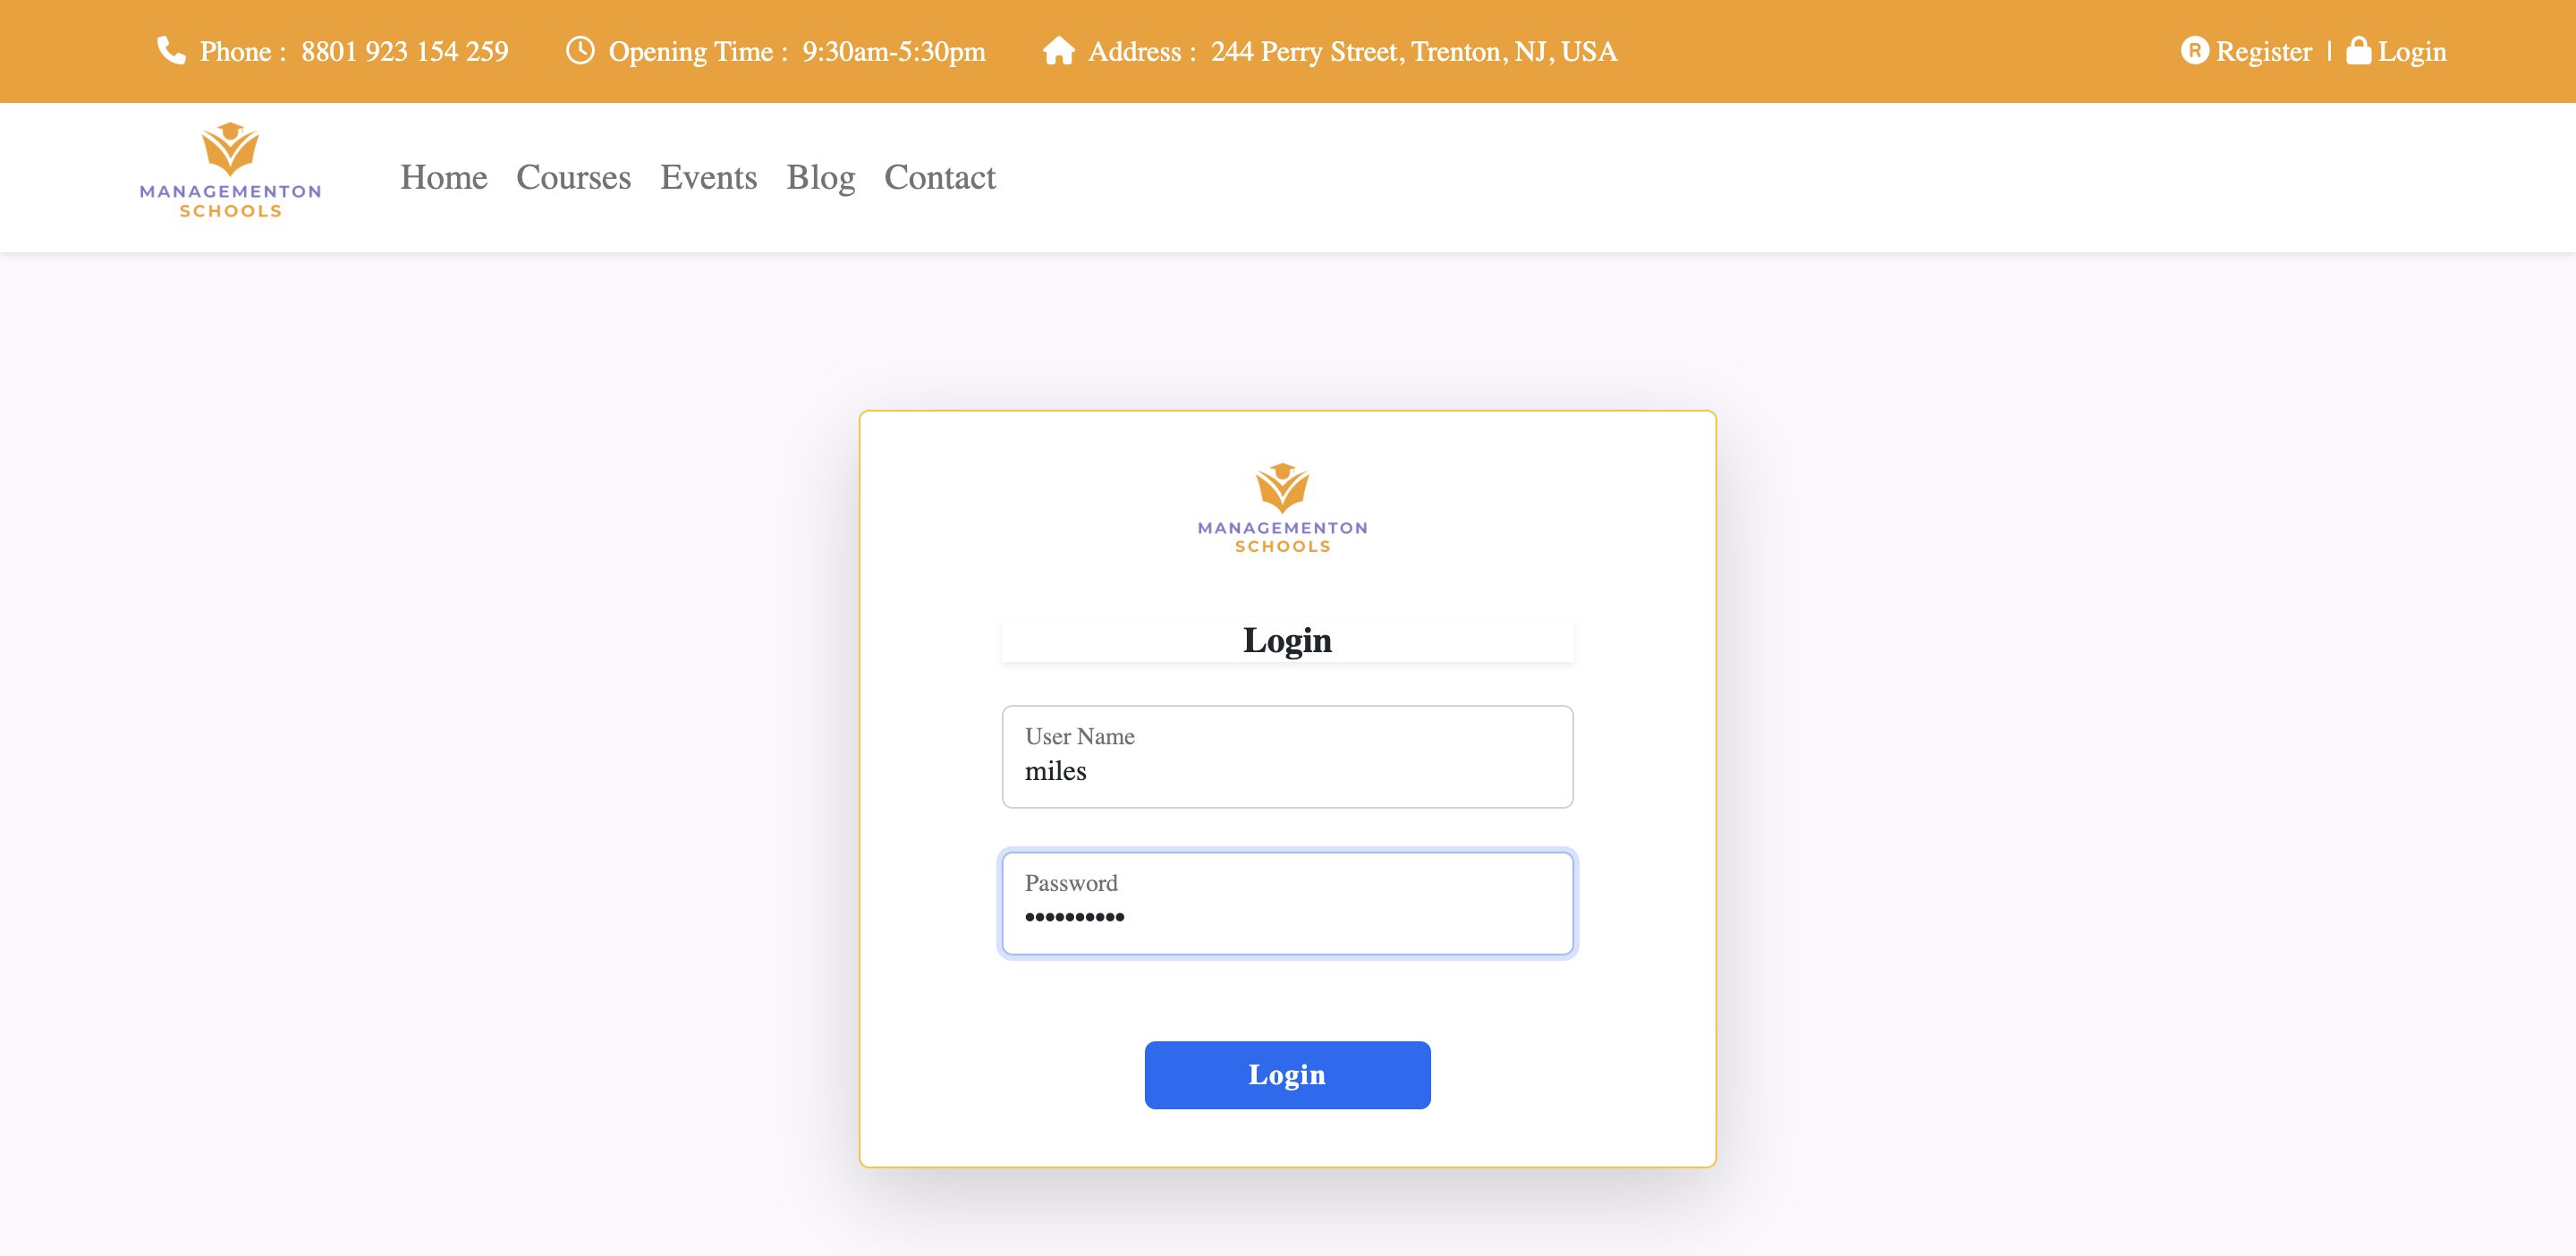 Phone : 8801 923 154 259 Opening Time : 9:30am-5:30pm Address : 244 Perry Street, Trenton, NJ, USA Register | Login
MANAGEMENTON
SCHOOLS
Home Courses Events Blog Contact
MANAGEMENTON
SCHOOLS
Login
User Name
miles
Password
••••••••••
Login